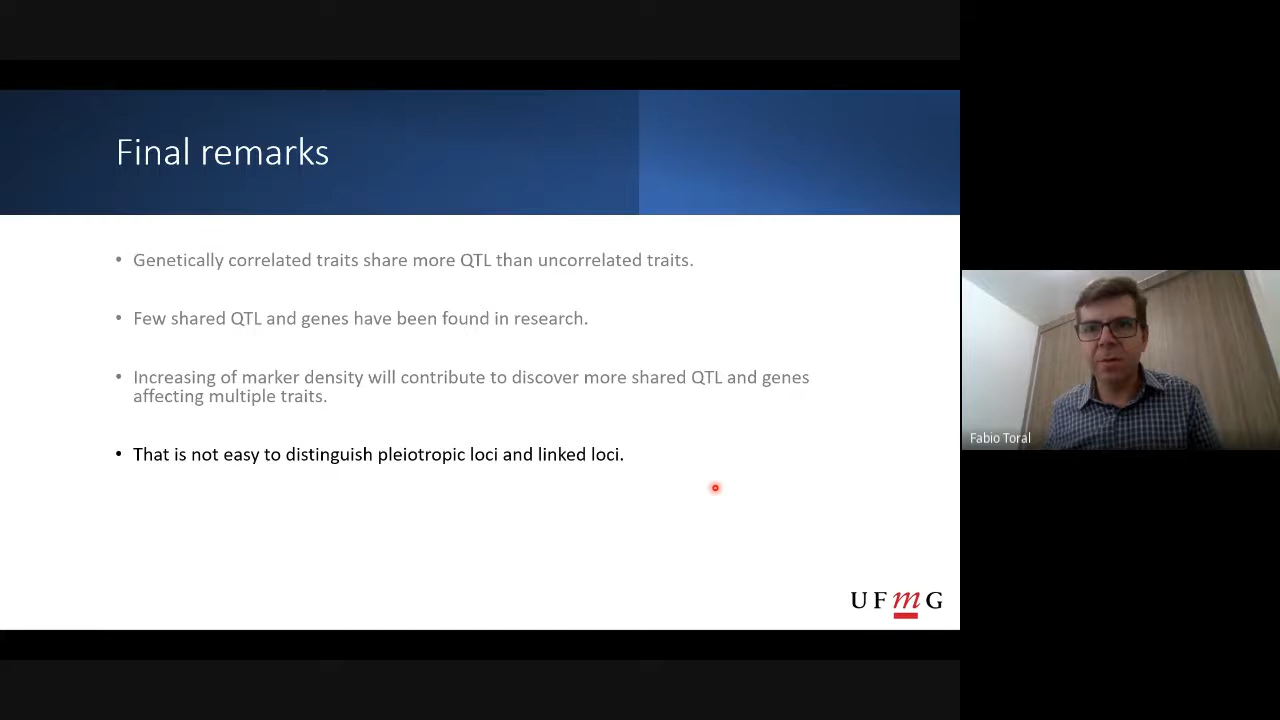 Final remarks
• Genetically correlated traits share more QTL than uncorrelated traits.
• Few shared QTL and genes have been found in research.
• Increasing of marker density will contribute to discover more shared QTL and genes
affecting multiple traits.
• That is not easy to distinguish pleiotropic loci and linked loci.
Fabio Toral
UFmG